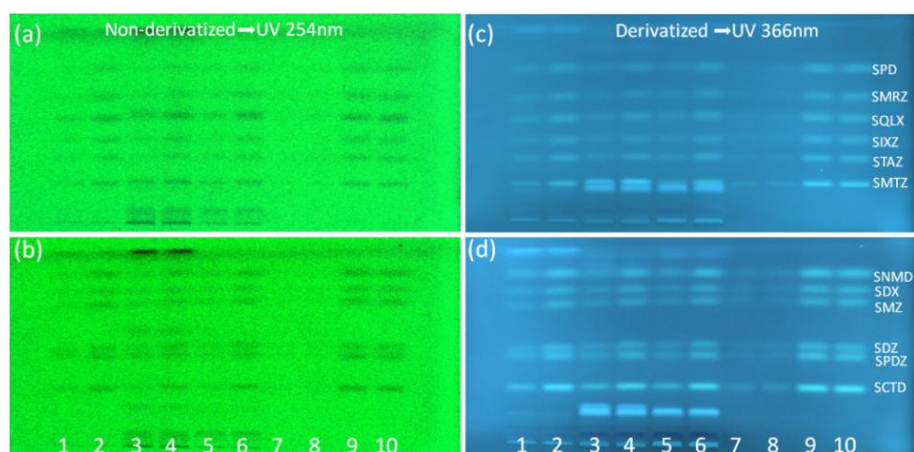 (a) Non-derivatized→UV 254nm
(c) Derivatized→UV 366nm
SPD
SMRZ
SQLX
SIXZ
STAZ
SMTZ
(b)
(d)
SNMD
SDX
SMZ
SDZ
SPDZ
SCTD
1 2 3 4 5 6 7 8 9 10
1 2 3 4 5 6 7 8 9 10